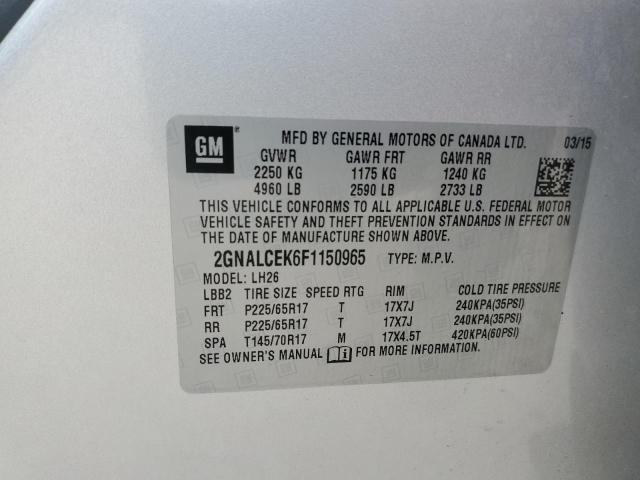 GM MFD BY GENERAL MOTORS OF CANADA LTD. 03/15
GVWR GAWR FRT GAWR RR
2250 KG 1175 KG 1240 KG
4960 LB 2590 LB 2733 LB
THIS VEHICLE CONFORMS TO ALL APPLICABLE U.S. FEDERAL MOTOR
VEHICLE SAFETY AND THEFT PREVENTION STANDARDS IN EFFECT ON
THE DATE OF MANUFACTURE SHOWN ABOVE.
2GNALCEK6F1150965 TYPE: M.P.V.
MODEL: LH26
LBB2 TIRE SIZE SPEED RTG RIM COLD TIRE PRESSURE
FRT P225/65R17 T 17X7J 240KPA(35PSI)
RR P225/65R17 T 17X7J 240KPA(35PSI)
SPA T145/70R17 M 17X4.5T 420KPA(60PSI)
SEE OWNER'S MANUAL FOR MORE INFORMATION.